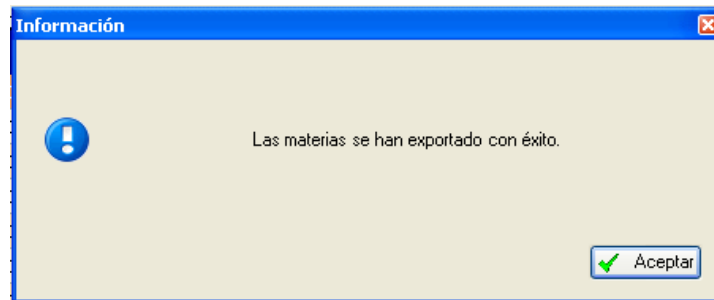 Información
Las materias se han exportado con éxito.
Aceptar